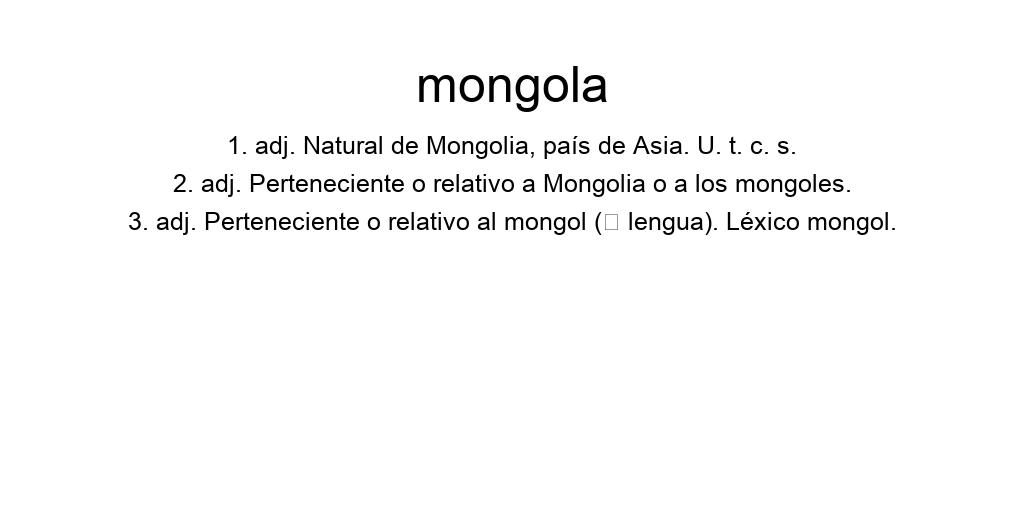 mongola
1. adj. Natural de Mongolia, país de Asia. U. t. c. s.
2. adj. Perteneciente o relativo a Mongolia o a los mongoles.
3. adj. Perteneciente o relativo al mongol (□ lengua). Léxico mongol.